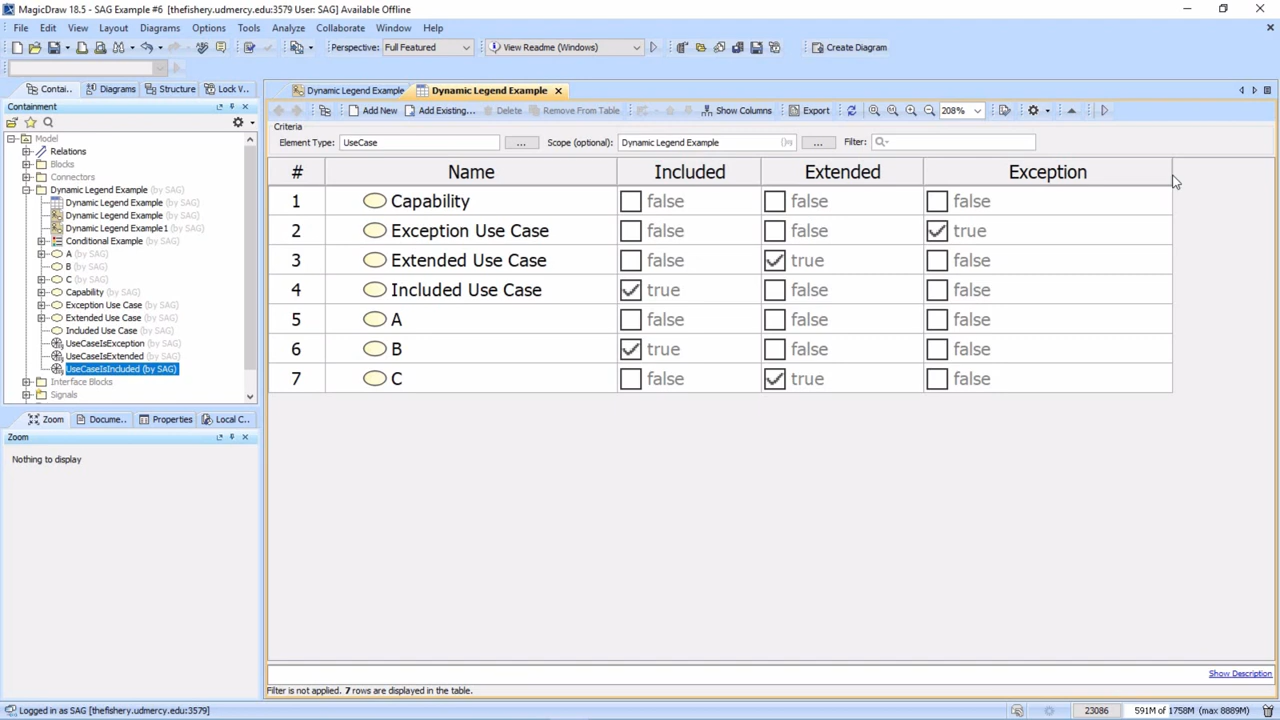 MagicDraw 18.5 - SAG Example #6 [thefishery.udmercy.edu:3579 User: SAG] Available Offline
File Edit View Layout Diagrams Options Tools Analyze Collaborate Window Help
Perspective: Full Featured View Readme (Windows) Create Diagram
Contai... Diagrams Structure Lock V...
Dynamic Legend Example Dynamic Legend Example
Containment
Add New Add Existing... Delete Remove From Table Show Columns Export 208%
Criteria
Element Type: UseCase ... Scope (optional): Dynamic Legend Example ... Filter:
Model
Relations
Blocks
Connectors
Dynamic Legend Example (by SAG)
Dynamic Legend Example (by SAG)
Dynamic Legend Example (by SAG)
Dynamic Legend Example1 (by SAG)
Conditional Example (by SAG)
A (by SAG)
B (by SAG)
C (by SAG)
Capability (by SAG)
Exception Use Case (by SAG)
Extended Use Case (by SAG)
Included Use Case (by SAG)
UseCaseIsException (by SAG)
UseCaseIsExtended (by SAG)
UseCaseIsIncluded (by SAG)
Interface Blocks
Signals
# Name Included Extended Exception
1 Capability false false false
2 Exception Use Case false false true
3 Extended Use Case false true false
4 Included Use Case true false false
5 A false false false
6 B true false false
7 C false true false
Zoom Docume... Properties Local C...
Zoom
Nothing to display
Show Description
Filter is not applied. 7 rows are displayed in the table.
Logged in as SAG [thefishery.udmercy.edu:3579] 23086 591M of 1758M (max 8889M)